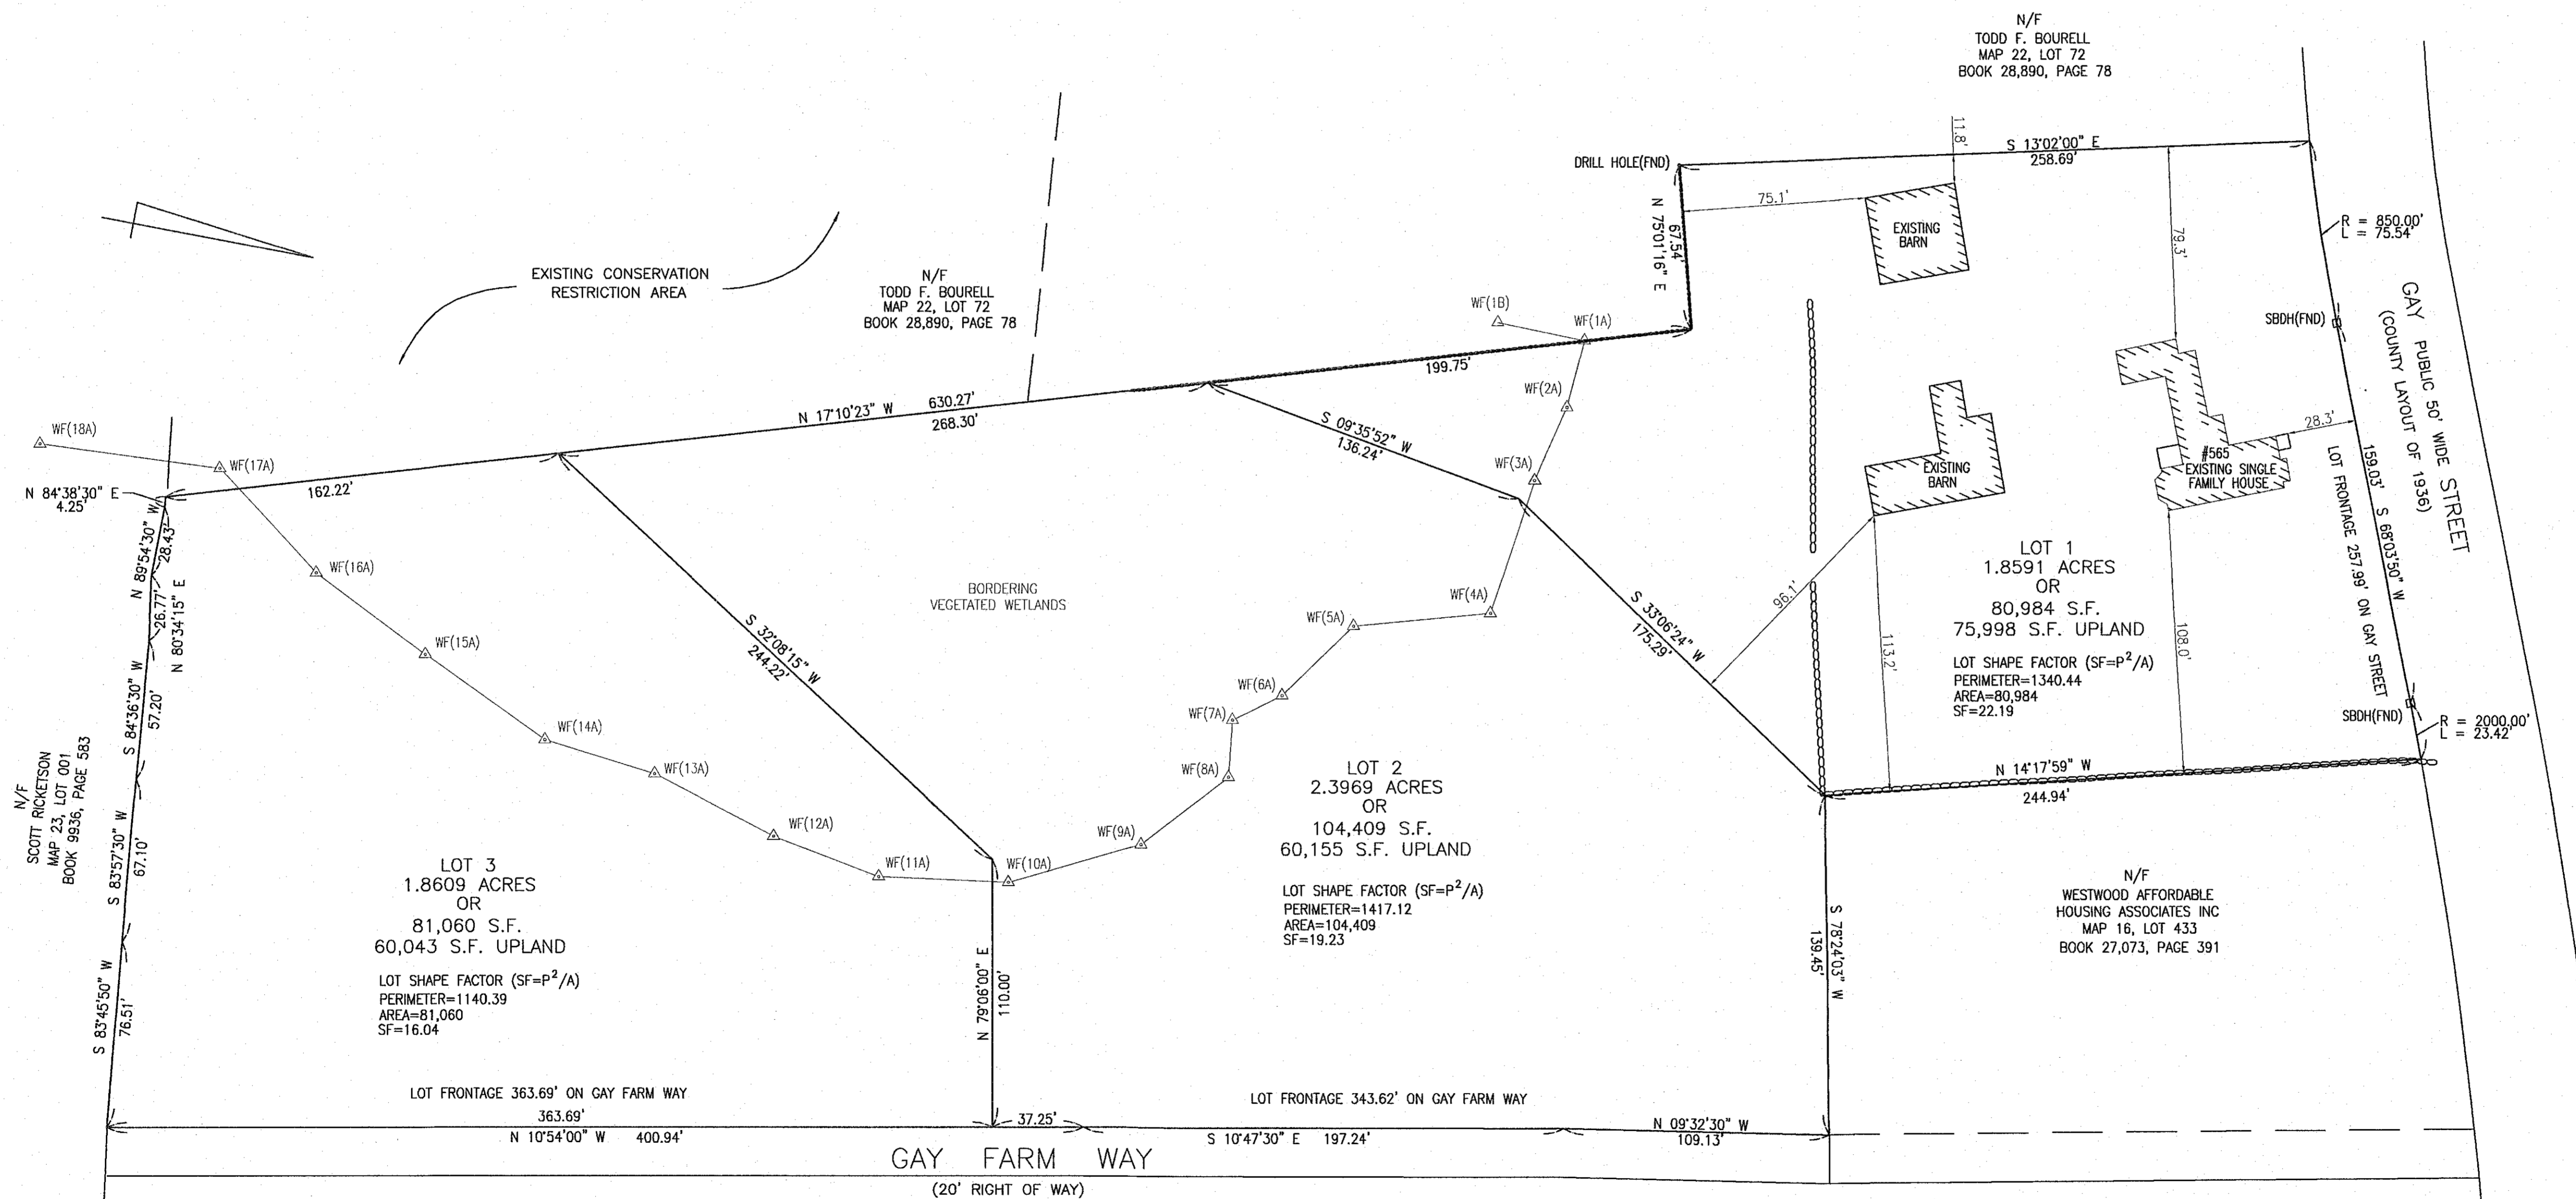 N/F
TODD F. BOURELL
MAP 22, LOT 72
BOOK 28,890, PAGE 78
11.8'
S 13°02'00" E
258.69'
DRILL HOLE(FND)
75.1'
N 75°01'16" E
67.54'
EXISTING
BARN
79.3'
R = 850.00'
L = 75.54'
EXISTING CONSERVATION
RESTRICTION AREA
N/F
TODD F. BOURELL
MAP 22, LOT 72
BOOK 28,890, PAGE 78
WF(1B)
WF(1A)
SBDH(FND)
GAY PUBLIC 50' WIDE STREET
(COUNTY LAYOUT OF 1936)
199.75'
WF(2A)
N 17°10'23" W 630.27'
268.30'
S 09°35'52" W
136.24'
28.3'
159.03' S 68°03'50" W
LOT FRONTAGE 257.99' ON GAY STREET
WF(18A)
WF(17A)
WF(3A)
EXISTING
BARN
#565
EXISTING SINGLE
FAMILY HOUSE
N 84°38'30" E
4.25'
162.22'
N 89°54'30" W
28.43'
26.77'
N 80°34'15" E
WF(16A)
BORDERING
VEGETATED WETLANDS
WF(4A)
WF(5A)
S 33°06'24" W
175.29'
96.1'
113.2'
108.0'
LOT 1
1.8591 ACRES
OR
80,984 S.F.
75,998 S.F. UPLAND
LOT SHAPE FACTOR (SF=P²/A)
PERIMETER=1340.44
AREA=80,984
SF=22.19
WF(15A)
S 32°08'15" W
244.22'
S 84°36'30" W
57.20'
WF(6A)
WF(7A)
WF(14A)
SBDH(FND)
R = 2000.00'
L = 23.42'
WF(13A)
WF(8A)
N 14°17'59" W
244.94'
N/F
SCOTT RICKETSON
MAP 23, LOT 001
BOOK 9936, PAGE 583
S 83°57'30" W
67.10'
WF(12A)
WF(9A)
WF(11A)
WF(10A)
LOT 2
2.3969 ACRES
OR
104,409 S.F.
60,155 S.F. UPLAND
LOT SHAPE FACTOR (SF=P²/A)
PERIMETER=1417.12
AREA=104,409
SF=19.23
LOT 3
1.8609 ACRES
OR
81,060 S.F.
60,043 S.F. UPLAND
LOT SHAPE FACTOR (SF=P²/A)
PERIMETER=1140.39
AREA=81,060
SF=16.04
N/F
WESTWOOD AFFORDABLE
HOUSING ASSOCIATES INC
MAP 16, LOT 433
BOOK 27,073, PAGE 391
S 78°24'03" W
139.45'
N 79°06'00" E
110.00'
S 83°45'50" W
76.51'
LOT FRONTAGE 363.69' ON GAY FARM WAY
363.69'
N 10°54'00" W 400.94'
37.25'
LOT FRONTAGE 343.62' ON GAY FARM WAY
S 10°47'30" E 197.24'
N 09°32'30" W
109.13'
GAY FARM WAY
(20' RIGHT OF WAY)